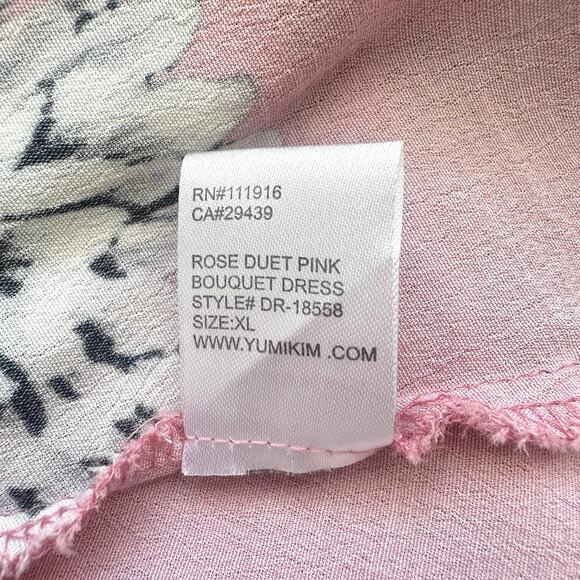 RN#111916
CA#29439
ROSE DUET PINK
BOUQUET DRESS
STYLE# DR-18558
SIZE:XL
WWW.YUMIKIM .COM